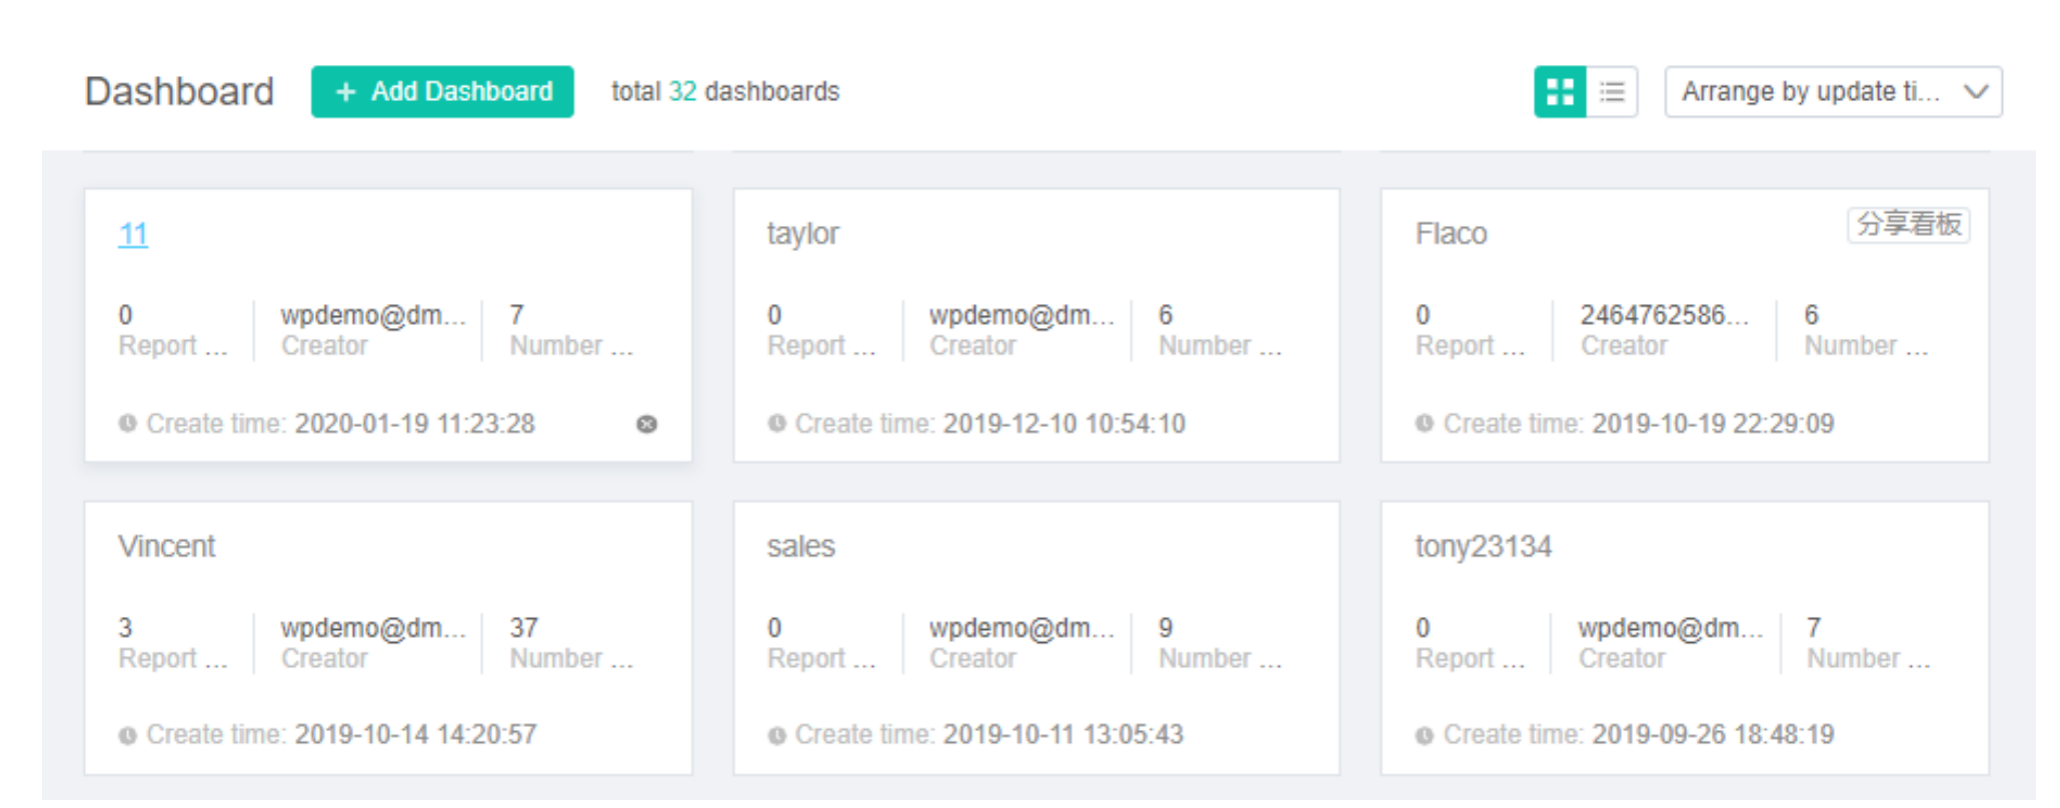 Dashboard + Add Dashboard total 32 dashboards Arrange by update ti...
11
0 wpdemo@dm... 7
Report ... Creator Number ...
Create time: 2020-01-19 11:23:28
taylor
0 wpdemo@dm... 6
Report ... Creator Number ...
Create time: 2019-12-10 10:54:10
Flaco 分享看板
0 2464762586... 6
Report ... Creator Number ...
Create time: 2019-10-19 22:29:09
Vincent
3 wpdemo@dm... 37
Report ... Creator Number ...
Create time: 2019-10-14 14:20:57
sales
0 wpdemo@dm... 9
Report ... Creator Number ...
Create time: 2019-10-11 13:05:43
tony23134
0 wpdemo@dm... 7
Report ... Creator Number ...
Create time: 2019-09-26 18:48:19